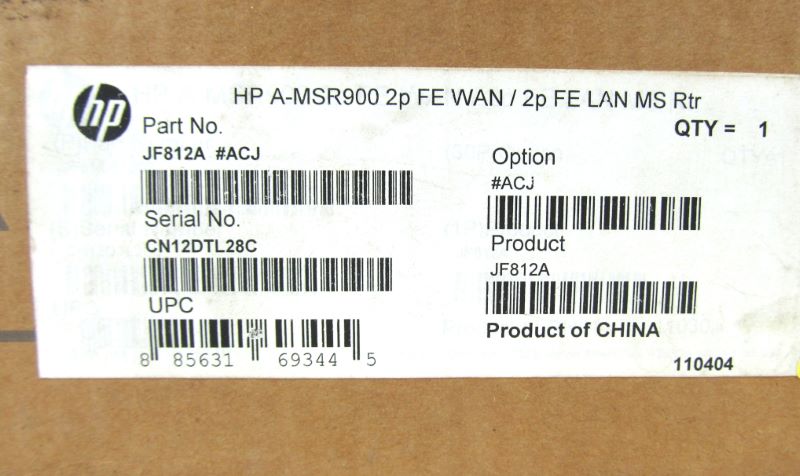 hp
HP A-MSR900 2p FE WAN / 2p FE LAN MS Rtr
QTY = 1
Part No.
JF812A #ACJ
Serial No.
CN12DTL28C
UPC
8 85631 69344 5
Option
#ACJ
Product
JF812A
Product of CHINA
110404